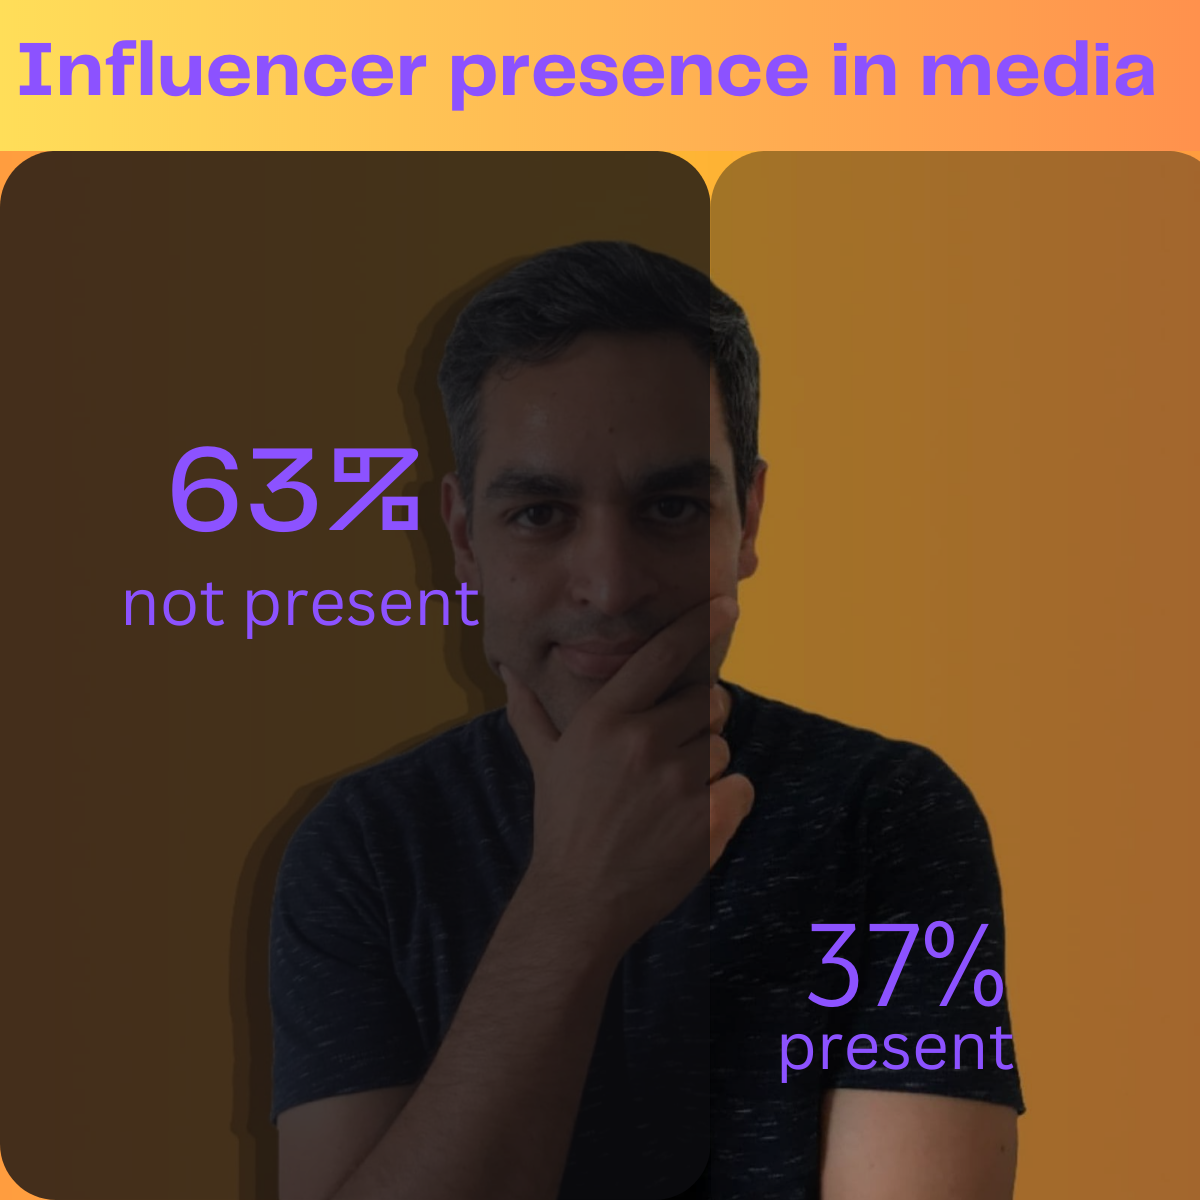 Influencer presence in media
63%
not present
37%
present